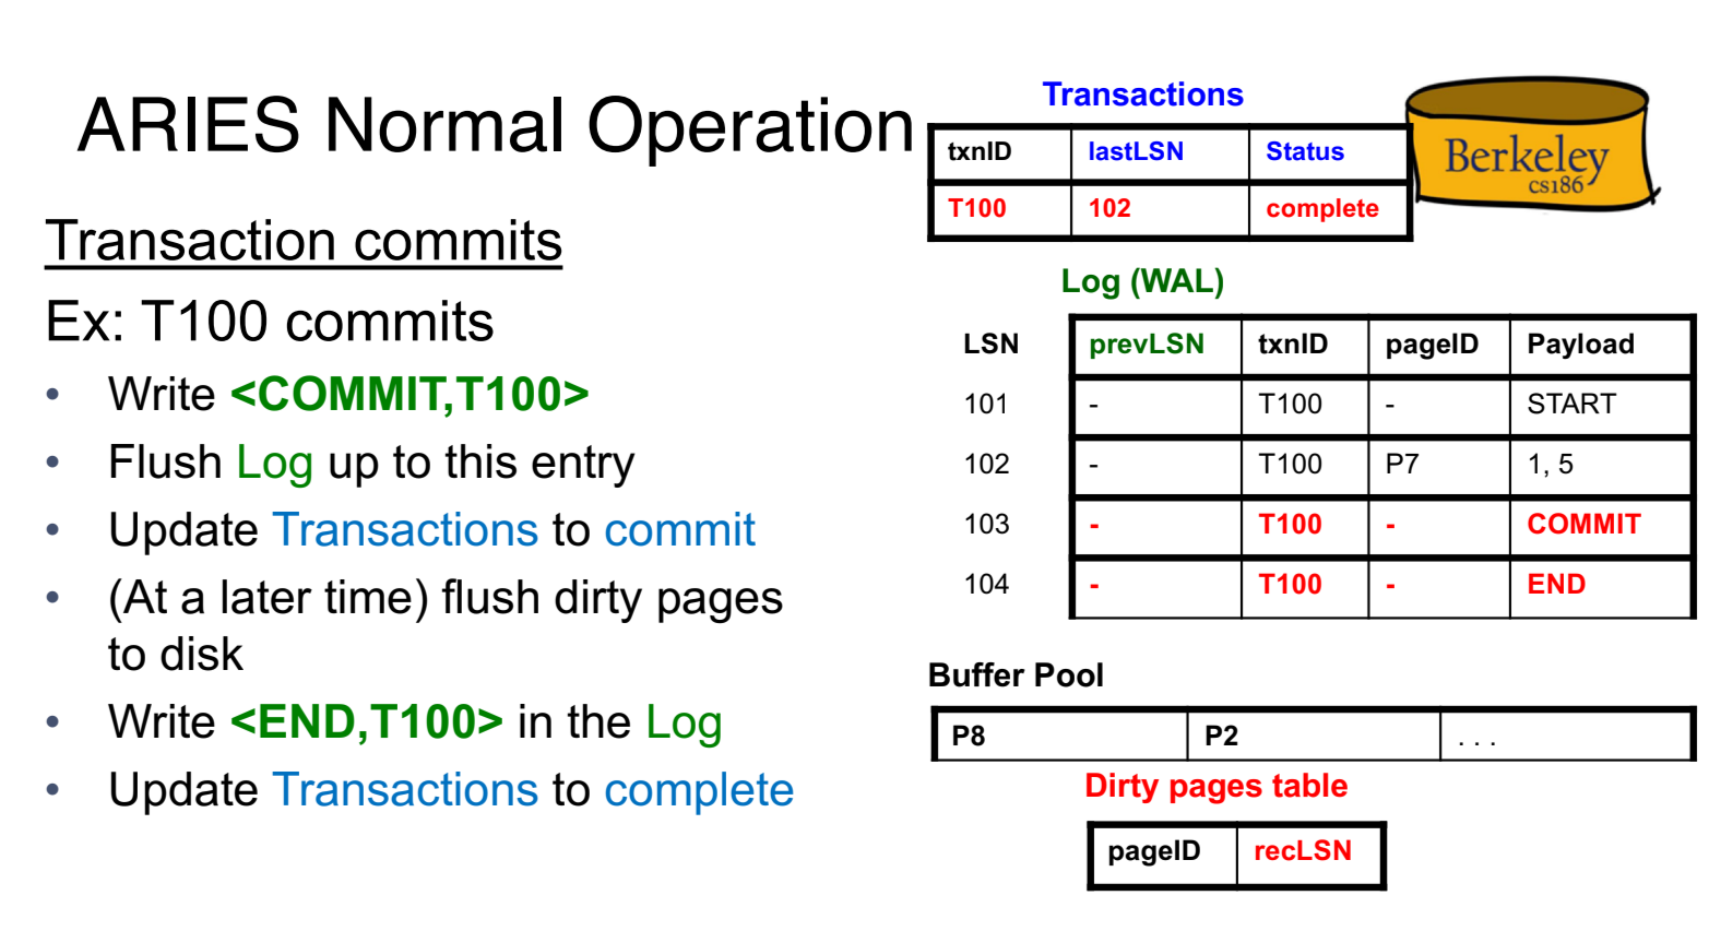 ARIES Normal Operation
Transaction commits
Ex: T100 commits
• Write <COMMIT,T100>
• Flush Log up to this entry
• Update Transactions to commit
• (At a later time) flush dirty pages
to disk
• Write <END,T100> in the Log
• Update Transactions to complete
Transactions
txnID lastLSN Status
T100 102 complete
Berkeley
cs186
Log (WAL)
LSN prevLSN txnID pageID Payload
101 - T100 - START
102 - T100 P7 1, 5
103 - T100 - COMMIT
104 - T100 - END
Buffer Pool
P8 P2 . . .
Dirty pages table
pageID recLSN